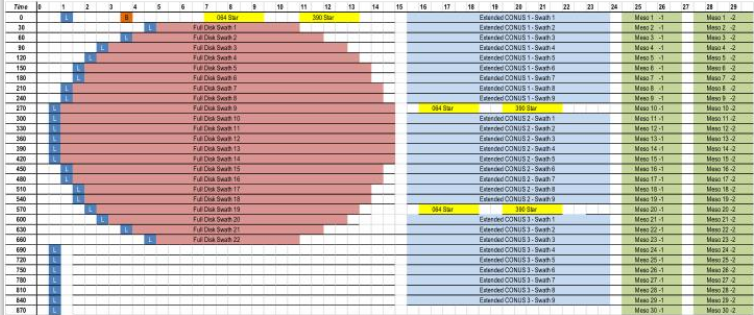 Time 0 1 2 3 4 5 6 7 8 9 10 11 12 13 14 15 16 17 18 19 20 21 22 23 24 25 26 27 28 29
0 L B 064 Star 390 Star Extended CONUS 1 - Swath 1 Meso 1 -1 Meso 1 -2
30 L Full Disk Swath 1 Extended CONUS 1 - Swath 2 Meso 2 -1 Meso 2 -2
60 L Full Disk Swath 2 Extended CONUS 1 - Swath 3 Meso 3 -1 Meso 3 -2
90 L Full Disk Swath 3 Extended CONUS 1 - Swath 4 Meso 4 -1 Meso 4 -2
120 L Full Disk Swath 4 Extended CONUS 1 - Swath 5 Meso 5 -1 Meso 5 -2
150 L Full Disk Swath 5 Extended CONUS 1 - Swath 6 Meso 6 -1 Meso 6 -2
180 L Full Disk Swath 6 Extended CONUS 1 - Swath 7 Meso 7 -1 Meso 7 -2
210 L Full Disk Swath 7 Extended CONUS 1 - Swath 8 Meso 8 -1 Meso 8 -2
240 L Full Disk Swath 8 Extended CONUS 1 - Swath 9 Meso 9 -1 Meso 9 -2
270 L Full Disk Swath 9 064 Star 390 Star Meso 10 -1 Meso 10 -2
300 L Full Disk Swath 10 Extended CONUS 2 - Swath 1 Meso 11 -1 Meso 11 -2
330 L Full Disk Swath 11 Extended CONUS 2 - Swath 2 Meso 12 -1 Meso 12 -2
360 L Full Disk Swath 12 Extended CONUS 2 - Swath 3 Meso 13 -1 Meso 13 -2
390 L Full Disk Swath 13 Extended CONUS 2 - Swath 4 Meso 14 -1 Meso 14 -2
420 L Full Disk Swath 14 Extended CONUS 2 - Swath 5 Meso 15 -1 Meso 15 -2
450 L Full Disk Swath 15 Extended CONUS 2 - Swath 6 Meso 16 -1 Meso 16 -2
480 L Full Disk Swath 16 Extended CONUS 2 - Swath 7 Meso 17 -1 Meso 17 -2
510 L Full Disk Swath 17 Extended CONUS 2 - Swath 8 Meso 18 -1 Meso 18 -2
540 L Full Disk Swath 18 Extended CONUS 2 - Swath 9 Meso 19 -1 Meso 19 -2
570 L Full Disk Swath 19 064 Star 390 Star Meso 20 -1 Meso 20 -2
600 L Full Disk Swath 20 Extended CONUS 3 - Swath 1 Meso 21 -1 Meso 21 -2
630 L Full Disk Swath 21 Extended CONUS 3 - Swath 2 Meso 22 -1 Meso 22 -2
660 L Full Disk Swath 22 Extended CONUS 3 - Swath 3 Meso 23 -1 Meso 23 -2
690 L Extended CONUS 3 - Swath 4 Meso 24 -1 Meso 24 -2
720 L Extended CONUS 3 - Swath 5 Meso 25 -1 Meso 25 -2
750 L Extended CONUS 3 - Swath 6 Meso 26 -1 Meso 26 -2
780 L Extended CONUS 3 - Swath 7 Meso 27 -1 Meso 27 -2
810 L Extended CONUS 3 - Swath 8 Meso 28 -1 Meso 28 -2
840 L Extended CONUS 3 - Swath 9 Meso 29 -1 Meso 29 -2
870 L Meso 30 -1 Meso 30 -2